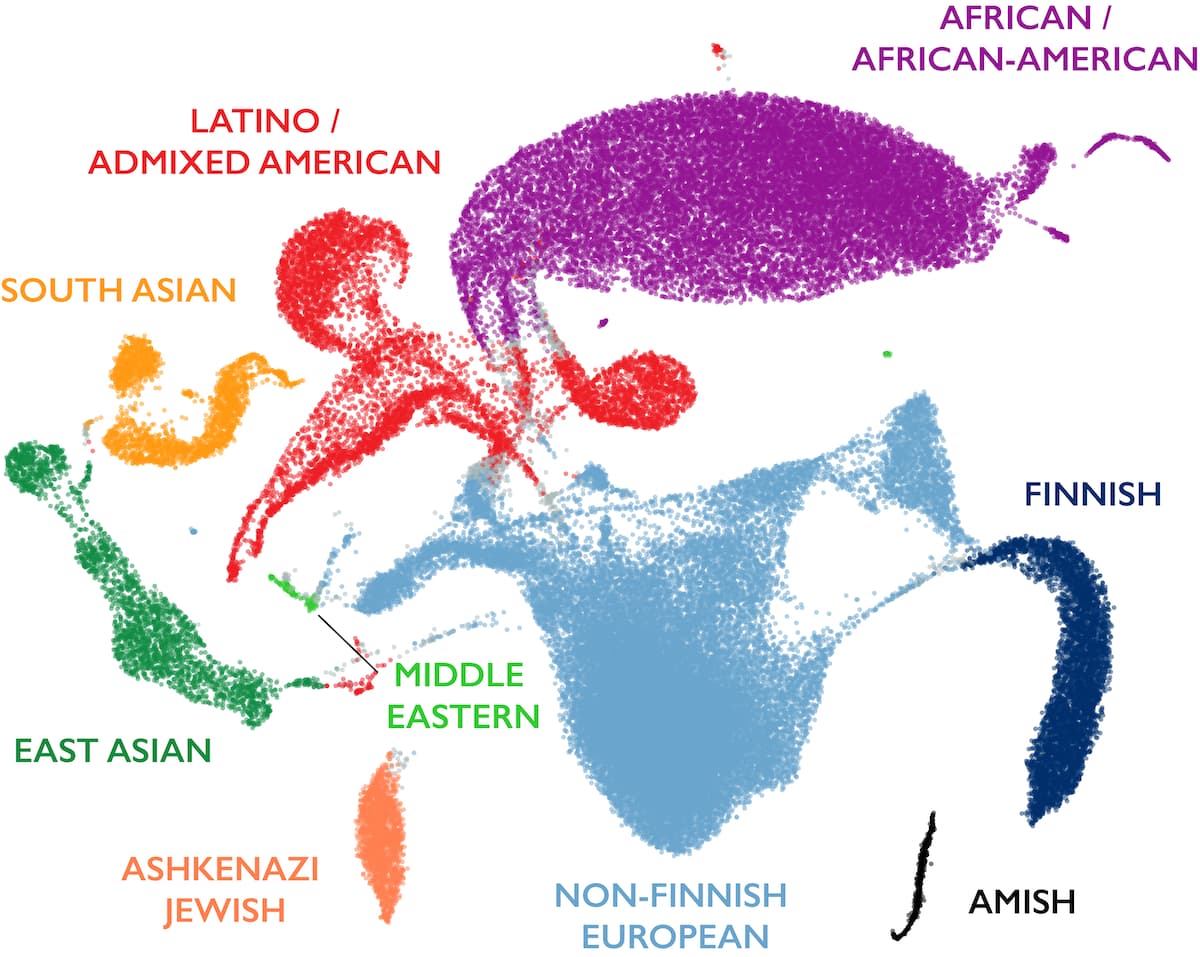 AFRICAN /
AFRICAN-AMERICAN
LATINO /
ADMIXED AMERICAN
SOUTH ASIAN
FINNISH
MIDDLE
EASTERN
EAST ASIAN
ASHKENAZI
JEWISH
NON-FINNISH
EUROPEAN
AMISH